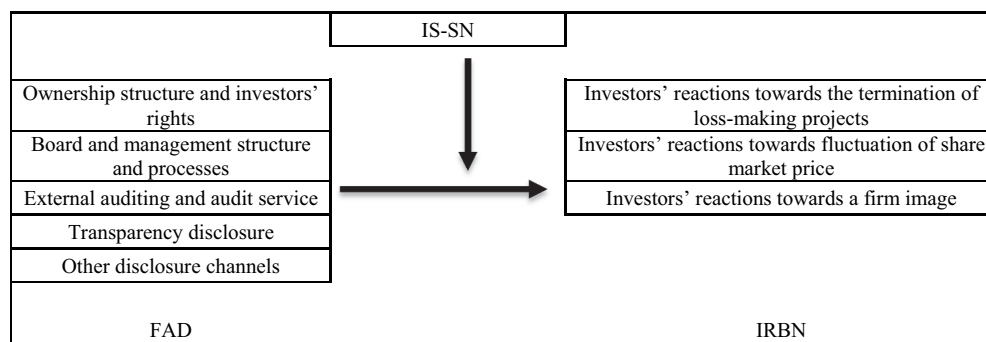 IS-SN
Ownership structure and investors’
rights
Board and management structure
and processes
External auditing and audit service
Transparency disclosure
Other disclosure channels
FAD
Investors’ reactions towards the termination of
loss-making projects
Investors’ reactions towards fluctuation of share
market price
Investors’ reactions towards a firm image
IRBN